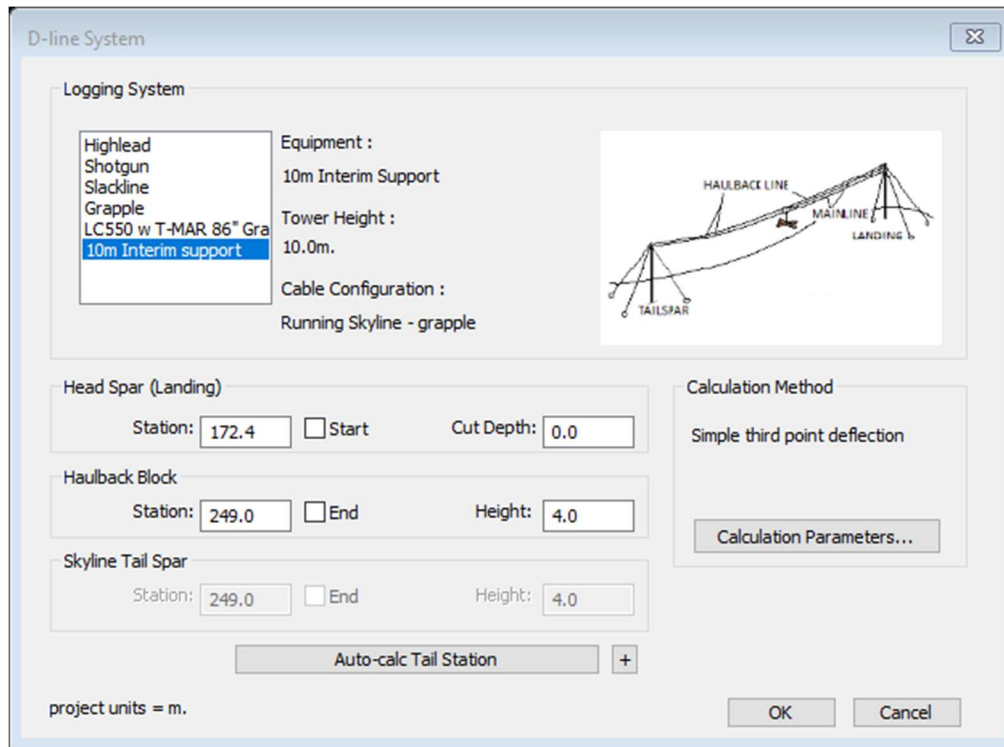 D-line System
Logging System
Highlead
Shotgun
Slackline
Grapple
LC550 w T-MAR 86" Gra
10m Interim support
Equipment :
10m Interim Support
Tower Height :
10.0m.
Cable Configuration :
Running Skyline - grapple
HAULBACK LINE
MAINLINE
LANDING
TAILSPAR
Head Spar (Landing)
Station: 172.4 Start Cut Depth: 0.0
Haulback Block
Station: 249.0 End Height: 4.0
Skyline Tail Spar
Station: 249.0 End Height: 4.0
Calculation Method
Simple third point deflection
Calculation Parameters...
Auto-calc Tail Station +
project units = m.
OK Cancel